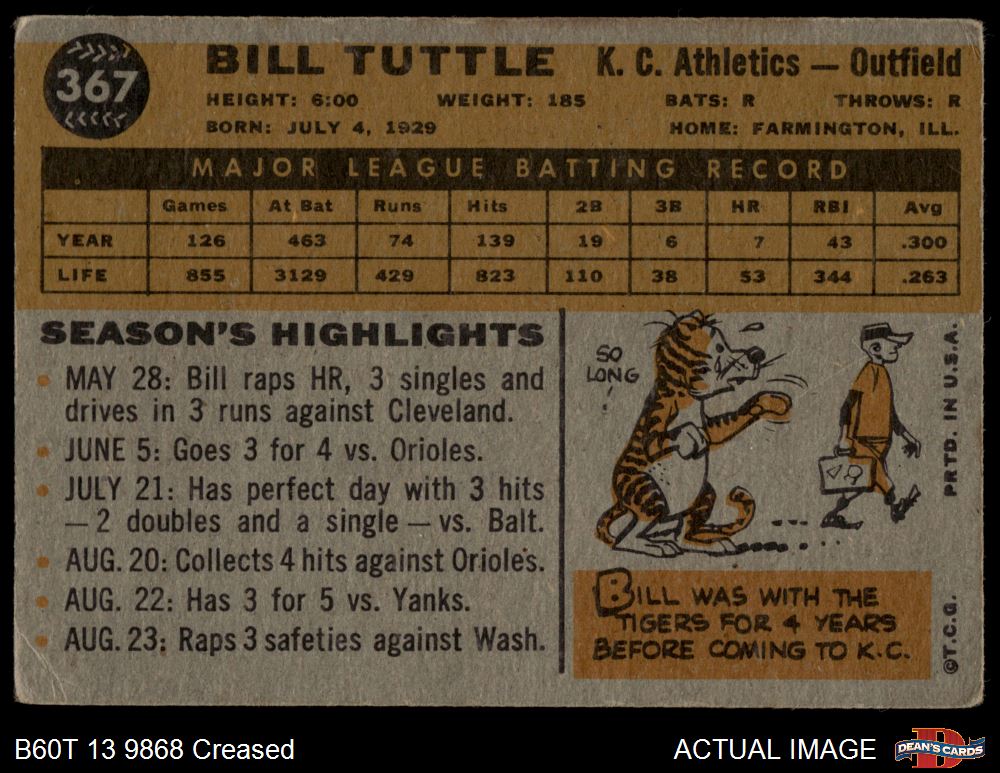 367
BILL TUTTLE K. C. Athletics — Outfield
HEIGHT: 6:00 WEIGHT: 185 BATS: R THROWS: R
BORN: JULY 4, 1929 HOME: FARMINGTON, ILL.
MAJOR LEAGUE BATTING RECORD
Games At Bat Runs Hits 2B 3B HR RBI Avg
YEAR 126 463 74 139 19 6 7 43 .300
LIFE 855 3129 429 823 110 38 53 344 .263
SEASON'S HIGHLIGHTS
• MAY 28: Bill raps HR, 3 singles and
drives in 3 runs against Cleveland.
• JUNE 5: Goes 3 for 4 vs. Orioles.
• JULY 21: Has perfect day with 3 hits
—2 doubles and a single — vs. Balt.
• AUG. 20: Collects 4 hits against Orioles.
• AUG. 22: Has 3 for 5 vs. Yanks.
• AUG. 23: Raps 3 safeties against Wash.
SO
LONG
!
BILL WAS WITH THE
TIGERS FOR 4 YEARS
BEFORE COMING TO K.C.
PRTD. IN U.S.A.
©T.C.G.
B60T 13 9868 Creased
ACTUAL IMAGE
D
DEAN'S CARDS